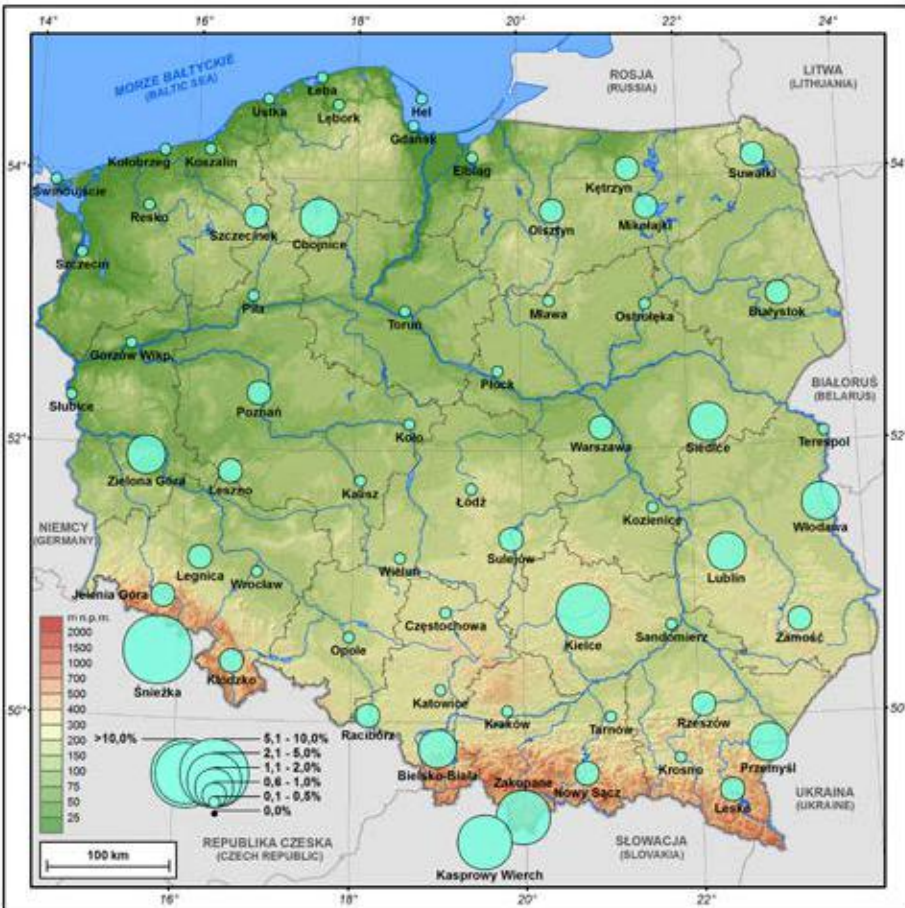 14° 16° 18° 20° 22° 24°
MORZE BAŁTYCKIE
(BALTIC SEA)
ROSJA
(RUSSIA)
LITWA
(LITHUANIA)
Łeba
Ustka
Lębork
Hel
Gdańsk
54°
54°
Kołobrzeg
Koszalin
Elbląg
Kętrzyn
Suwałki
Świnoujście
Resko
Szczecinek
Chojnice
Olsztyn
Mikołajki
Szczecin
Piła
Toruń
Mława
Ostrołęka
Białystok
Gorzów Wlkp.
Płock
BIAŁORUŚ
(BELARUS)
Słubice
Poznań
Koło
Warszawa
Siedlce
Terespol
52°
52°
Zielona Góra
Leszno
Kalisz
Łódź
Kozienice
Włodawa
NIEMCY
(GERMANY)
Legnica
Wrocław
Wieluń
Sulejów
Lublin
Jelenia Góra
Częstochowa
Kielce
Sandomierz
Zamość
m n.p.m.
2000
1500
1000
700
500
400
300
200
150
100
75
50
25
Śnieżka
Kłodzko
Opole
Katowice
Kraków
Tarnów
Rzeszów
50°
50°
Racibórz
Bielsko-Biała
Zakopane
Nowy Sącz
Krosno
Przemyśl
Lesko
>10,0%
5,1 - 10,0%
2,1 - 5,0%
1,1 - 2,0%
0,6 - 1,0%
0,1 - 0,5%
0,0%
UKRAINA
(UKRAINE)
REPUBLIKA CZESKA
(CZECH REPUBLIC)
SŁOWACJA
(SLOVAKIA)
Kasprowy Wierch
100 km
16° 18° 20° 22°